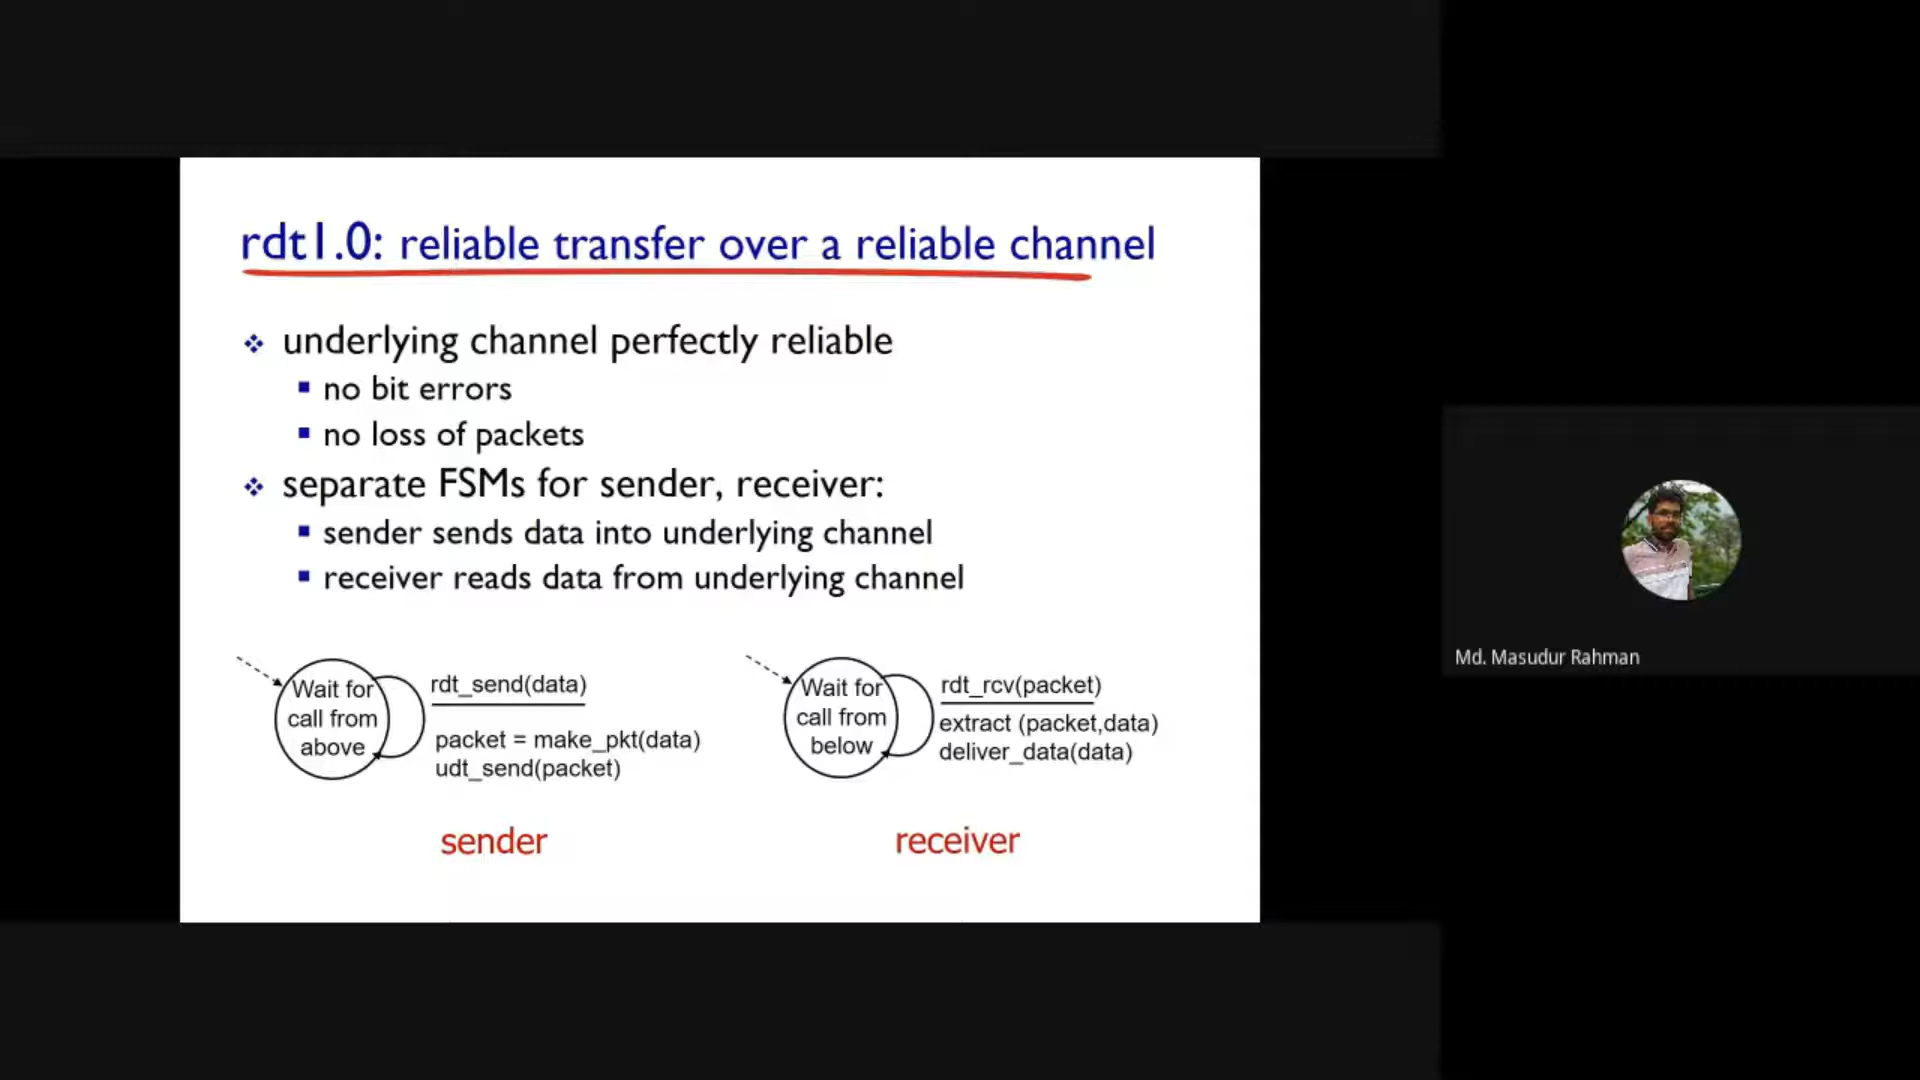 rdt1.0: reliable transfer over a reliable channel
underlying channel perfectly reliable
no bit errors
no loss of packets
separate FSMs for sender, receiver:
sender sends data into underlying channel
receiver reads data from underlying channel
Wait for
call from
above
rdt_send(data)
packet = make_pkt(data)
udt_send(packet)
sender
Wait for
call from
below
rdt_rcv(packet)
extract (packet,data)
deliver_data(data)
receiver
Md. Masudur Rahman